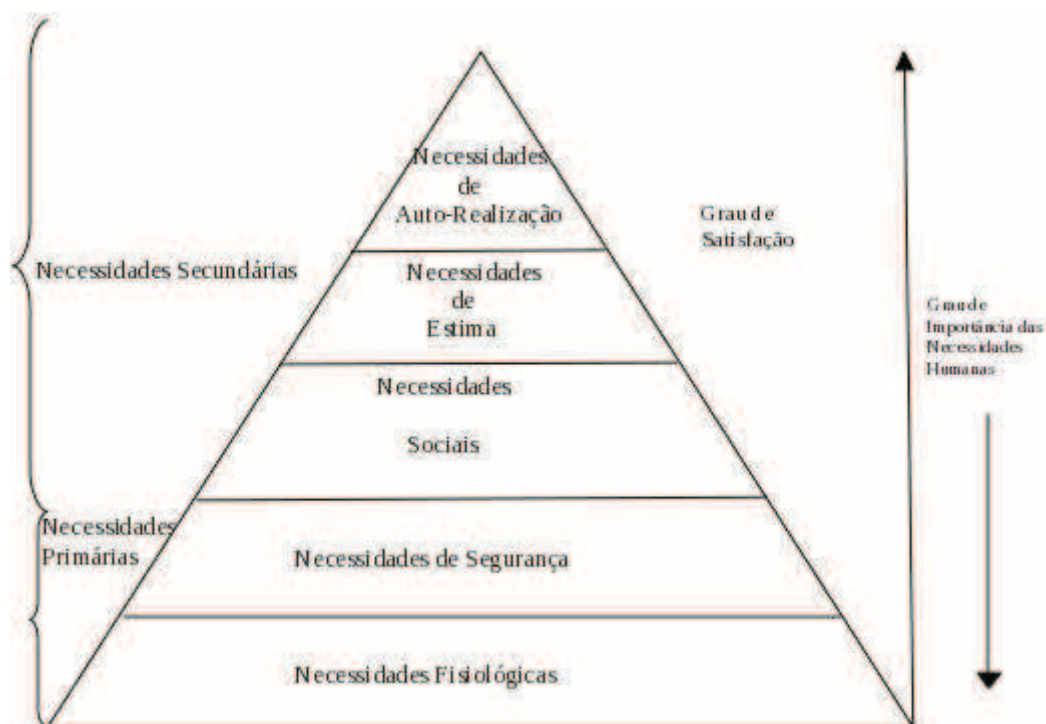 Necessidades
de
Auto-Realização
Grau de
Satisfação
Necessidades Secundárias
Necessidades
de
Estima
Grau de
Importância das
Necessidades
Humanas
Necessidades
Sociais
Necessidades
Primárias
Necessidades de Segurança
Necessidades Fisiológicas